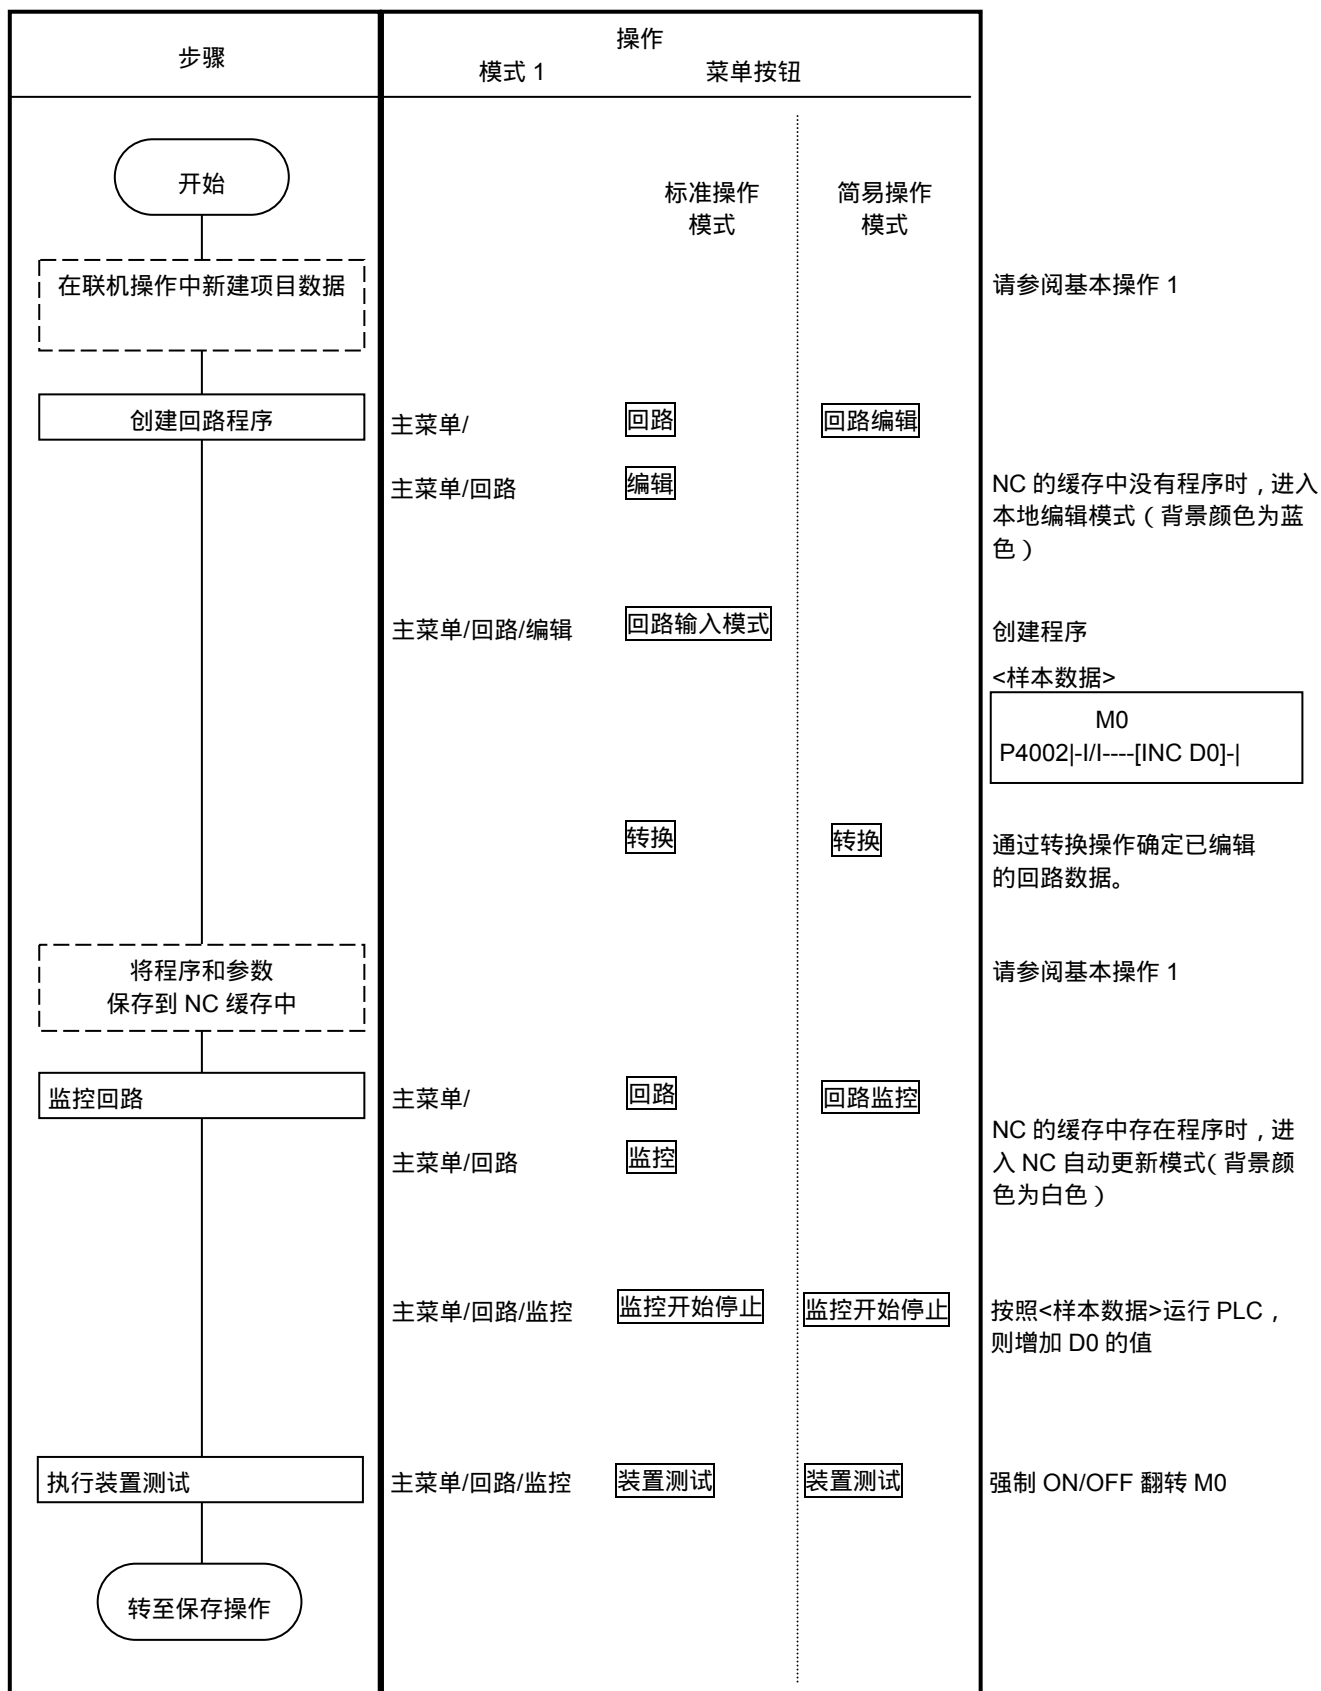 步骤
操作
模式 1
菜单按钮
开始
标准操作
模式
简易操作
模式
在联机操作中新建项目数据
请参阅基本操作 1
创建回路程序
主菜单/
回路
回路编辑
主菜单/回路
编辑
NC 的缓存中没有程序时，进入
本地编辑模式（背景颜色为蓝
色）
主菜单/回路/编辑
回路输入模式
创建程序
<样本数据>
M0
P4002|-I/I----[INC D0]-|
转换
转换
通过转换操作确定已编辑
的回路数据。
将程序和参数
保存到 NC 缓存中
请参阅基本操作 1
监控回路
主菜单/
回路
回路监控
主菜单/回路
监控
NC 的缓存中存在程序时，进
入 NC 自动更新模式（背景颜
色为白色）
主菜单/回路/监控
监控开始停止
监控开始停止
按照<样本数据>运行 PLC，
则增加 D0 的值
执行装置测试
主菜单/回路/监控
装置测试
装置测试
强制 ON/OFF 翻转 M0
转至保存操作